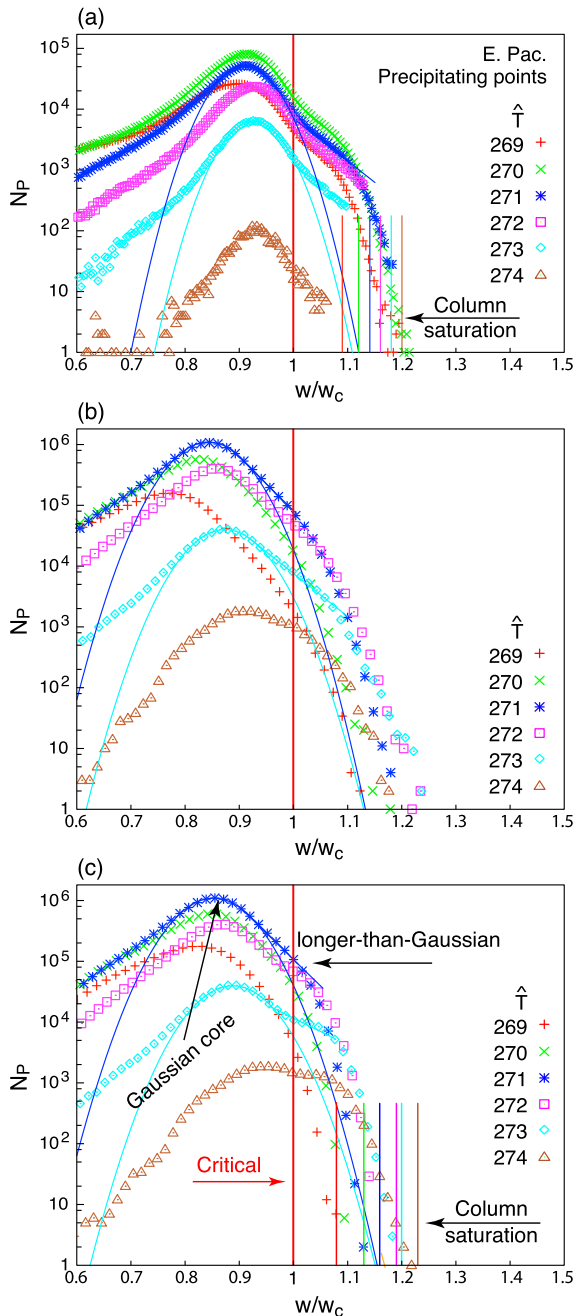 (a)
E. Pac.
Precipitating points
T̂
269
270
271
272
273
274
Column
saturation
N_P
10^5
10^4
10^3
10^2
10
1
0.6 0.7 0.8 0.9 1 1.1 1.2 1.3 1.4 1.5
w/w_c
(b)
T̂
269
270
271
272
273
274
N_P
10^6
10^5
10^4
10^3
10^2
10
1
0.6 0.7 0.8 0.9 1 1.1 1.2 1.3 1.4 1.5
w/w_c
(c)
longer-than-Gaussian
Gaussian core
T̂
269
270
271
272
273
274
Critical
Column
saturation
N_P
10^6
10^5
10^4
10^3
10^2
10
1
0.6 0.7 0.8 0.9 1 1.1 1.2 1.3 1.4 1.5
w/w_c